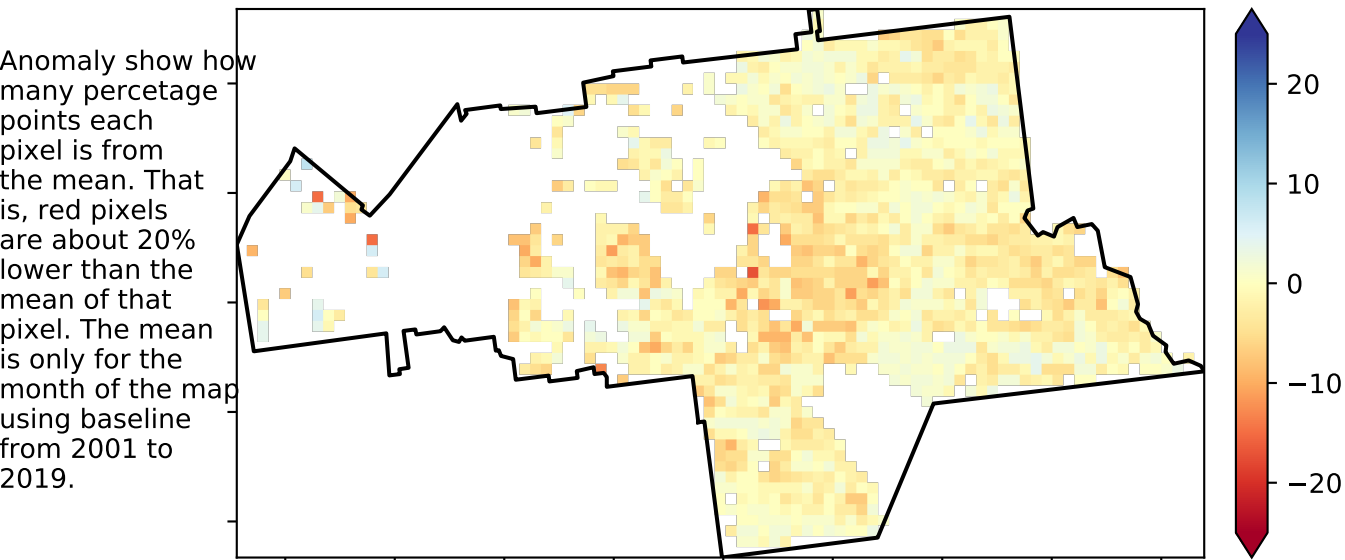 Anomaly show how
many percetage
points each
pixel is from
the mean. That
is, red pixels
are about 20%
lower than the
mean of that
pixel. The mean
is only for the
month of the map
using baseline
from 2001 to
2019.
20
10
0
−10
−20